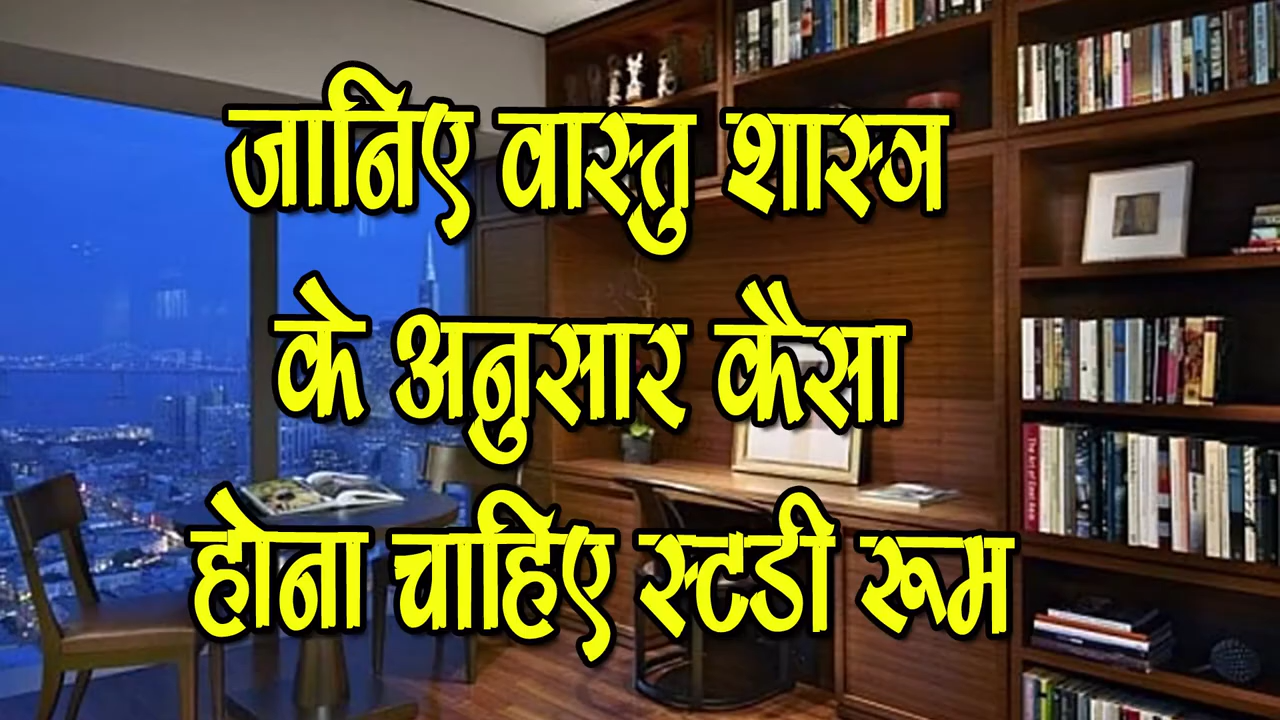 जानिए वास्तु शास्त्र
के अनुसार कैसा
होना चाहिए स्टडी रूम